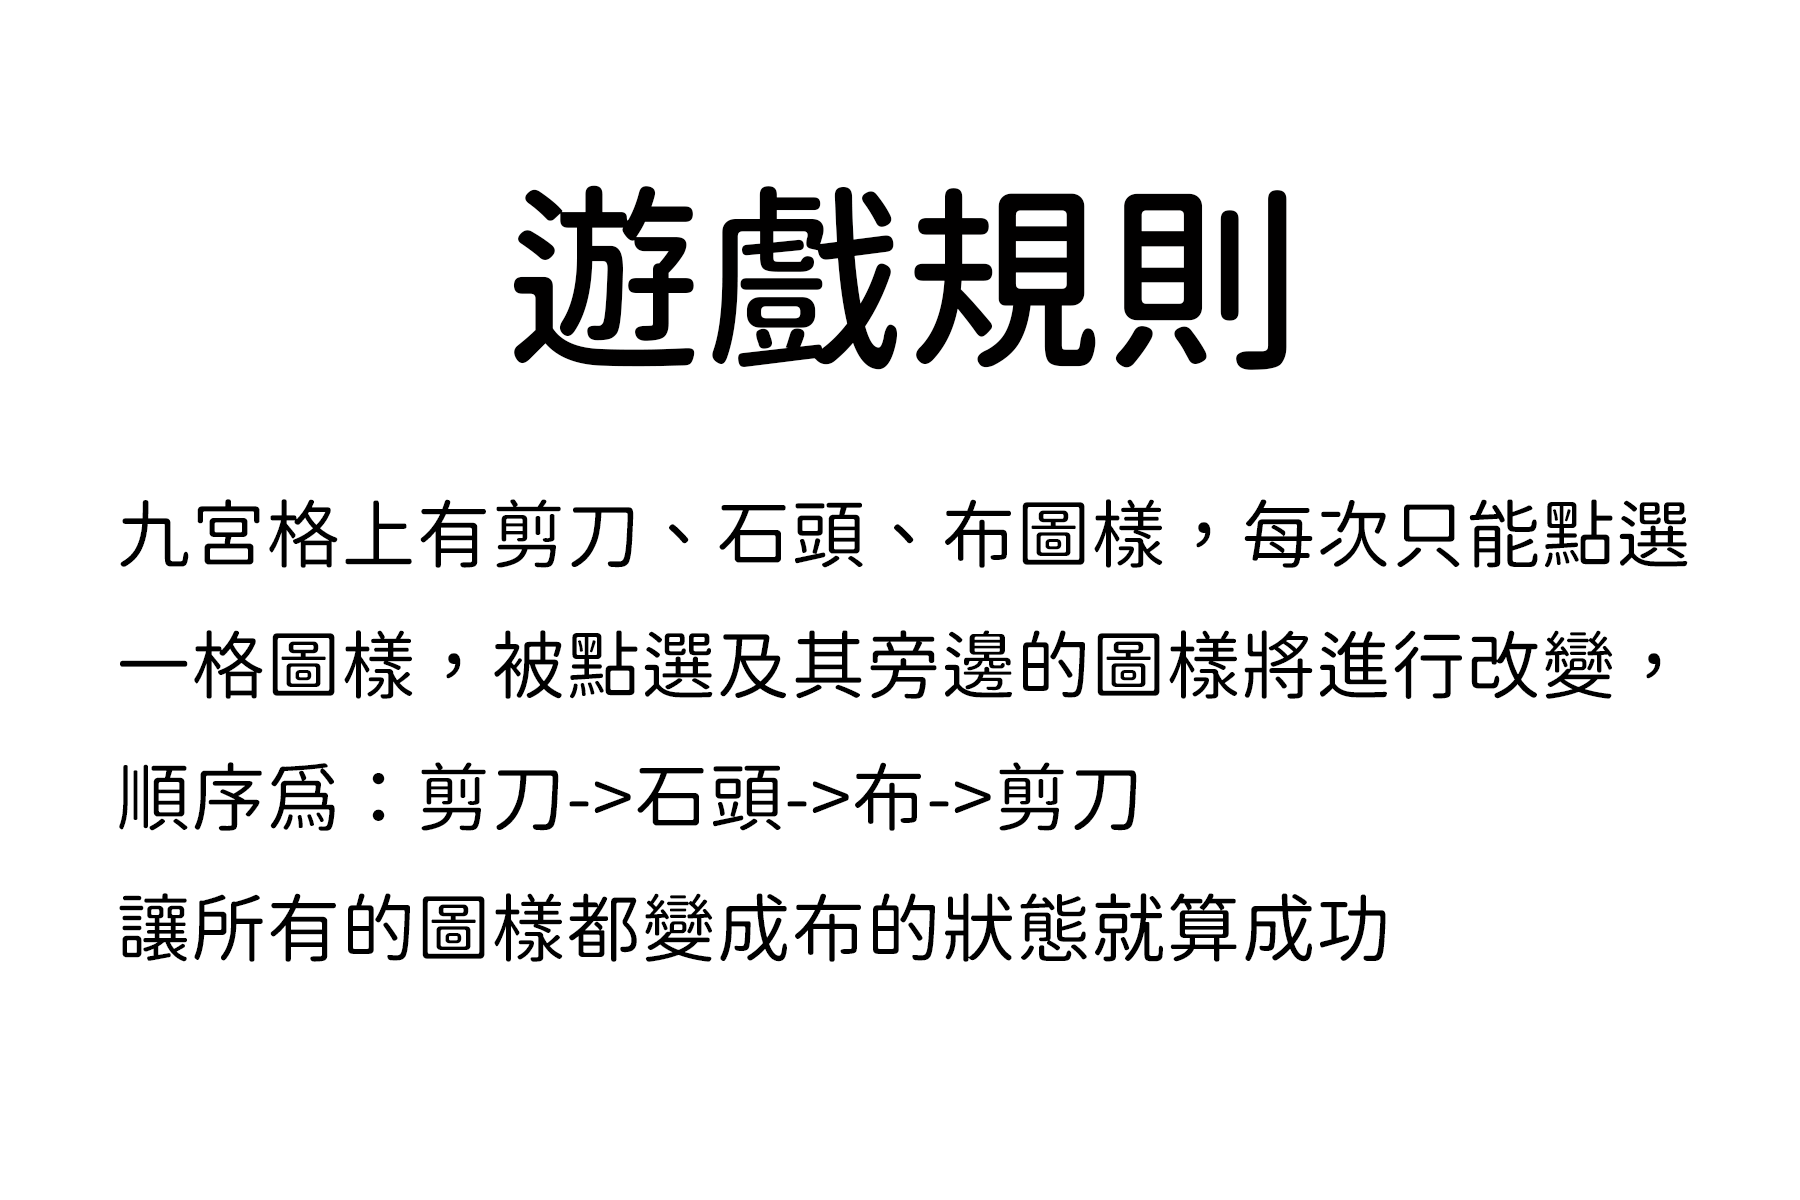 遊戲規則
九宮格上有剪刀、石頭、布圖樣，每次只能點選
一格圖樣，被點選及其旁邊的圖樣將進行改變，
順序為：剪刀->石頭->布->剪刀
讓所有的圖樣都變成布的狀態就算成功